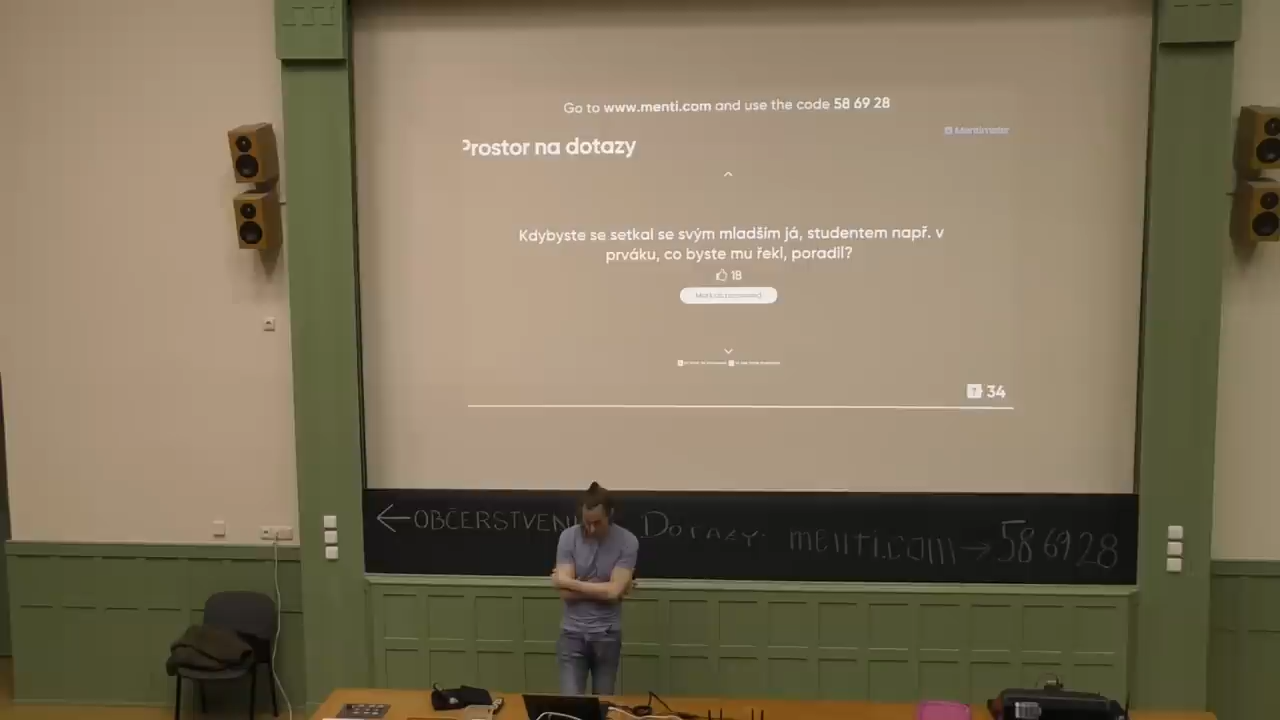 Go to www.menti.com and use the code 58 69 28
Mentimeter
Prostor na dotazy
Kdybyste se setkal se svým mladším já, studentem např. v
prváku, co byste mu řekl, poradil?
18
34
← OBČERSTVENÍ Dotazy: menti.com → 58 69 28